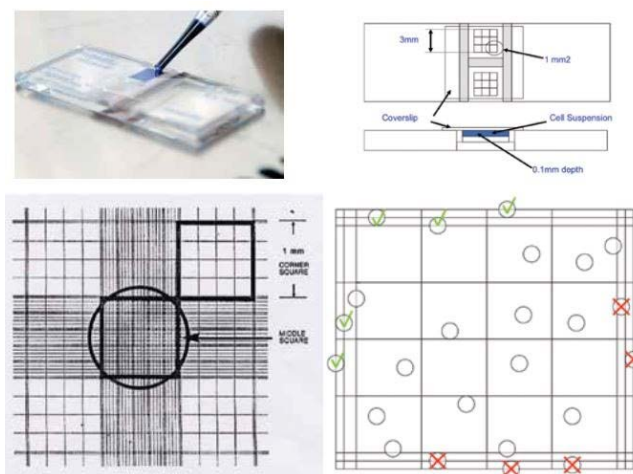 3mm
1 mm2
Coverslip
Cell Suspension
0.1mm depth
1 mm
CORNER
SQUARE
MIDDLE
SQUARE